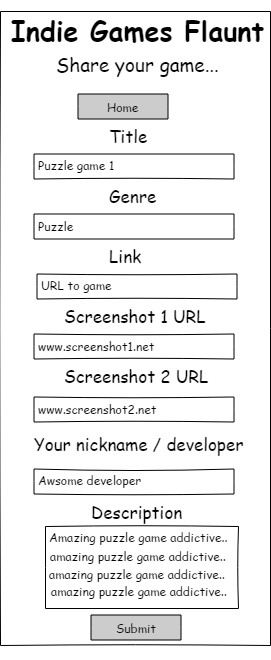 Indie Games Flaunt
Share your game...
Home
Title
Puzzle game 1
Genre
Puzzle
Link
URL to game
Screenshot 1 URL
www.screenshot1.net
Screenshot 2 URL
www.screenshot2.net
Your nickname / developer
Awsome developer
Description
Amazing puzzle game addictive..
amazing puzzle game addictive..
amazing puzzle game addictive..
amazing puzzle game addictive..
Submit